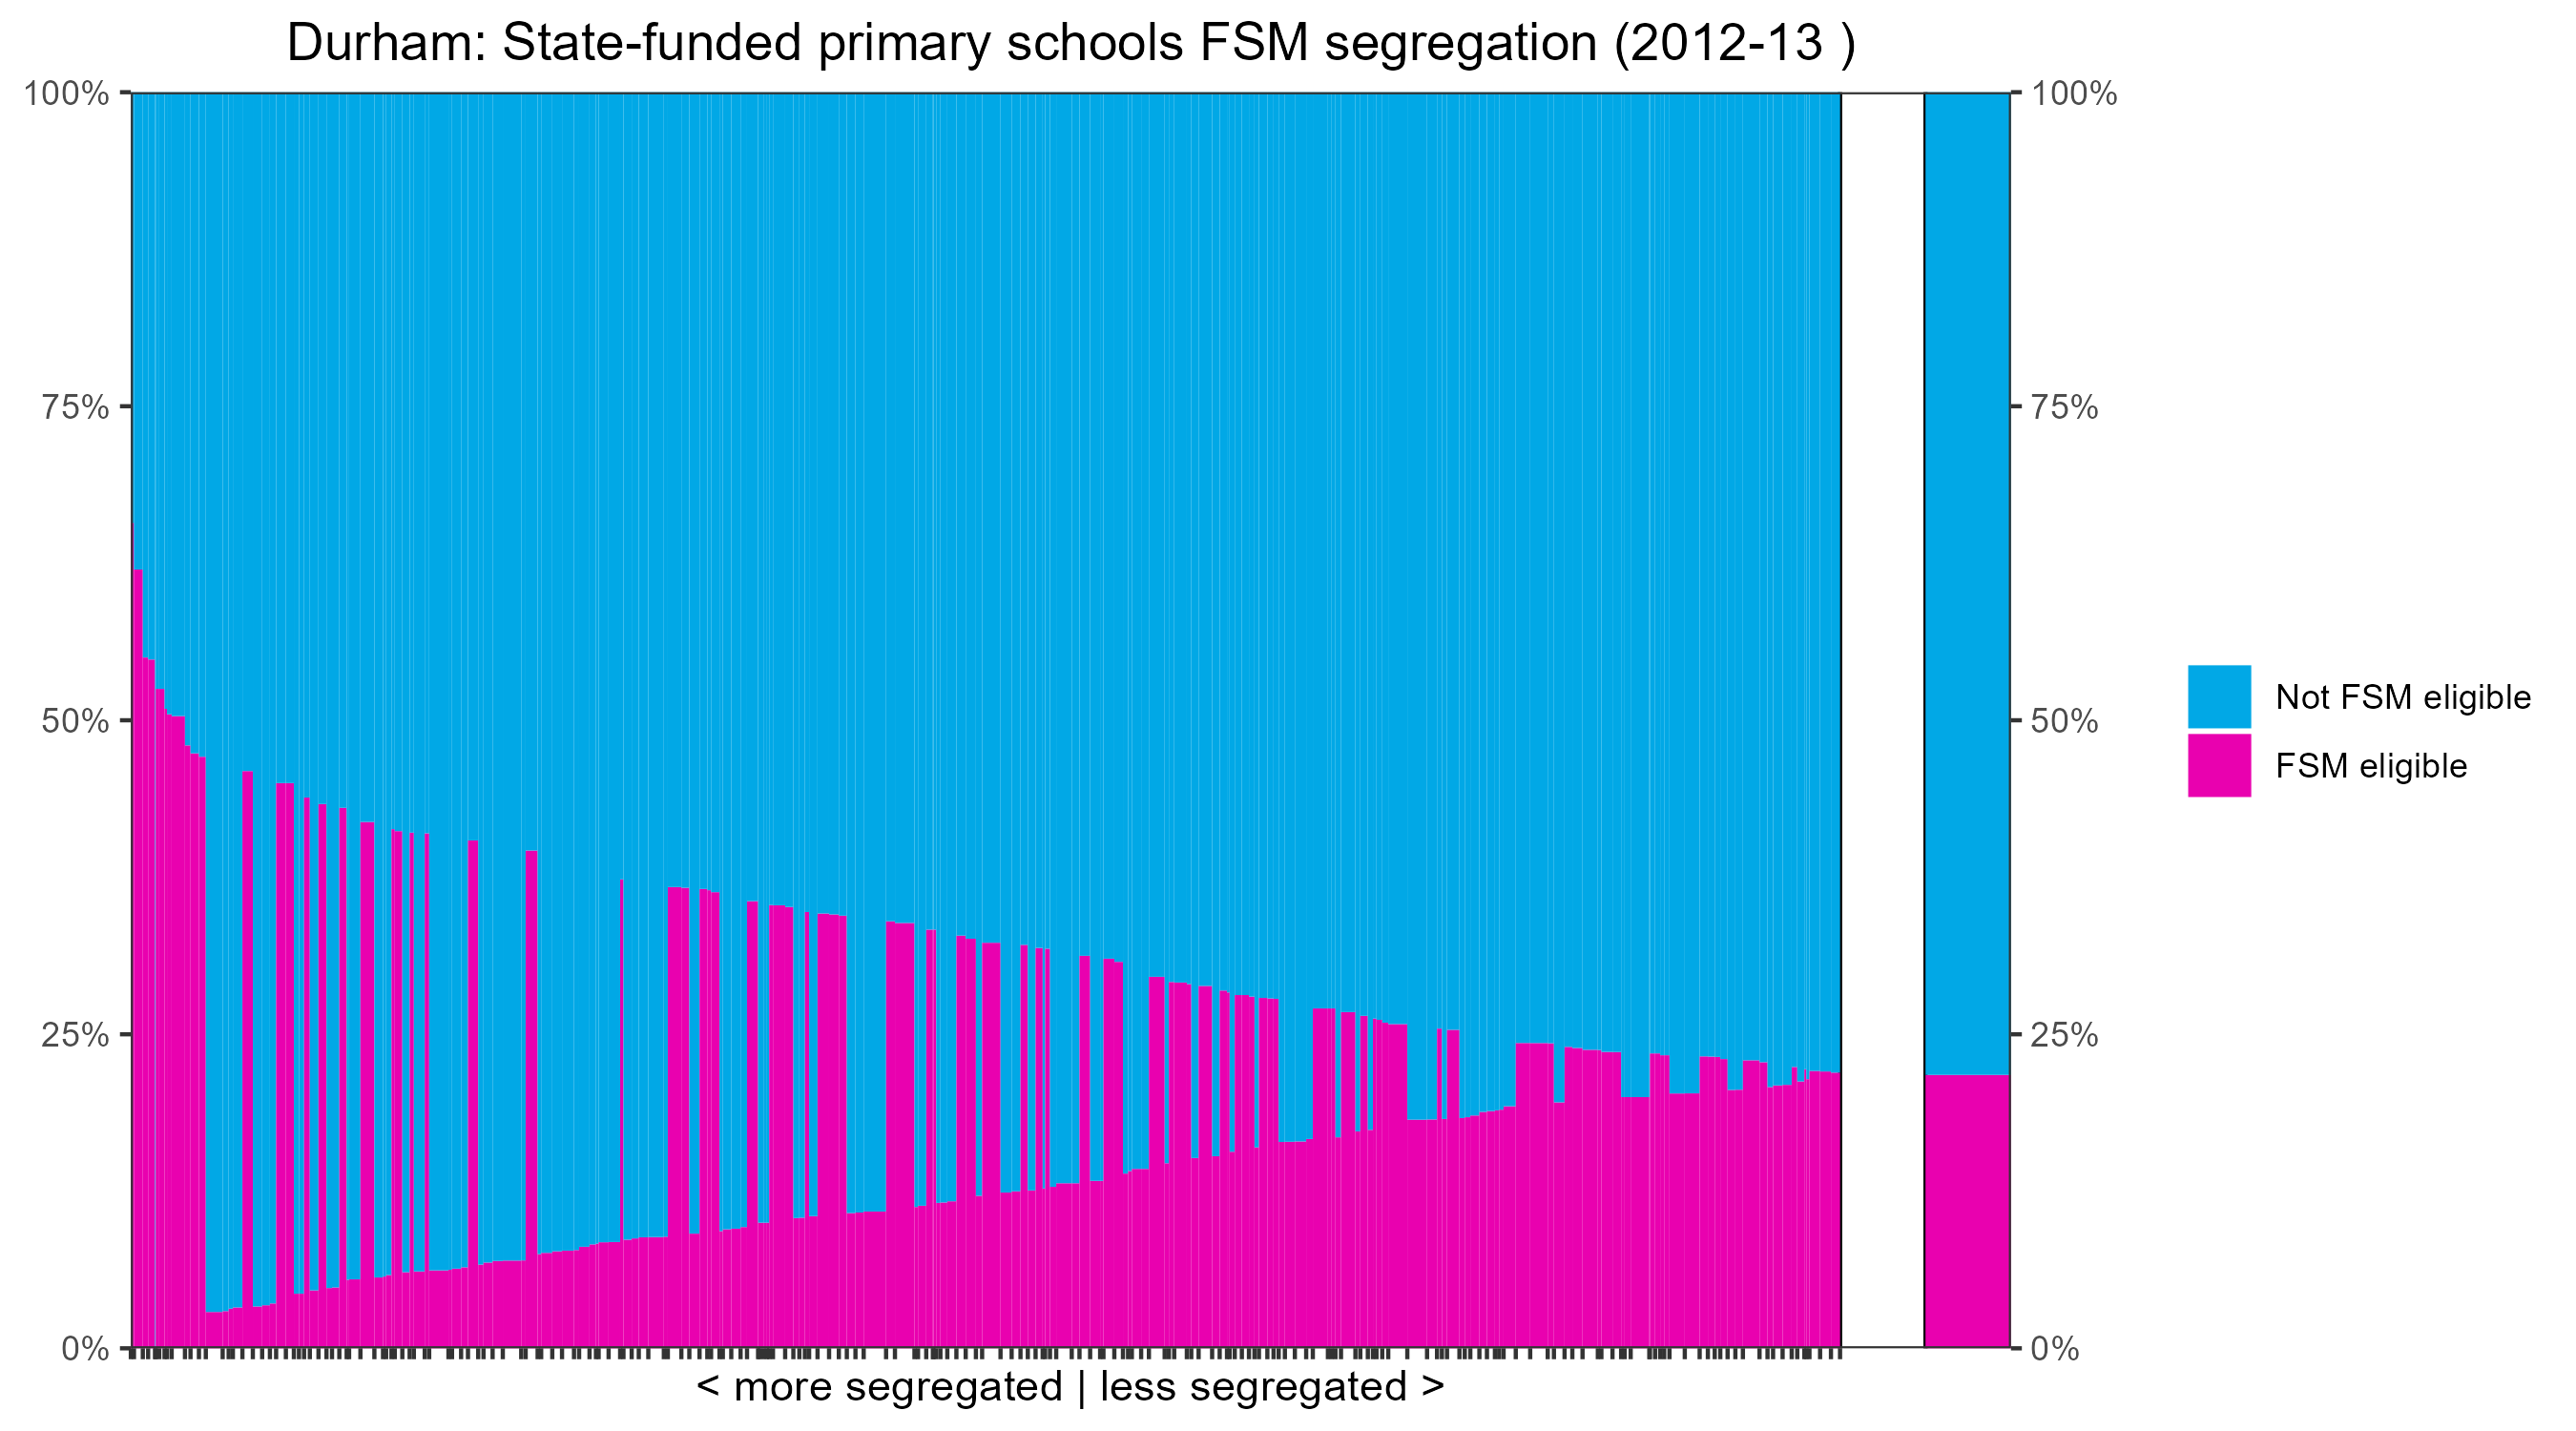 Durham: State-funded primary schools FSM segregation (2012-13 )
100%
75%
50%
25%
0%
100%
75%
50%
25%
0%
Not FSM eligible
FSM eligible
< more segregated | less segregated >